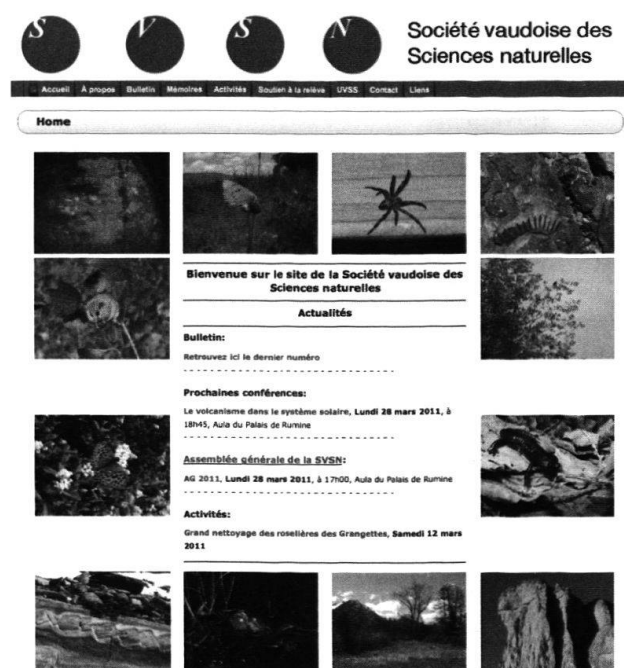 S V S N
Société vaudoise des
Sciences naturelles
Accueil À propos Bulletin Mémoires Activités Soutien à la relève UVSS Contact Liens
Home
Bienvenue sur le site de la Société vaudoise des
Sciences naturelles
Actualités
Bulletin:
Retrouvez ici le dernier numéro
Prochaines conférences:
Le volcanisme dans le système solaire, Lundi 28 mars 2011, à
18h45, Aula du Palais de Rumine
Assemblée générale de la SVSN:
AG 2011, Lundi 28 mars 2011, à 17h00, Aula du Palais de Rumine
Activités:
Grand nettoyage des roselières des Grangettes, Samedi 12 mars
2011